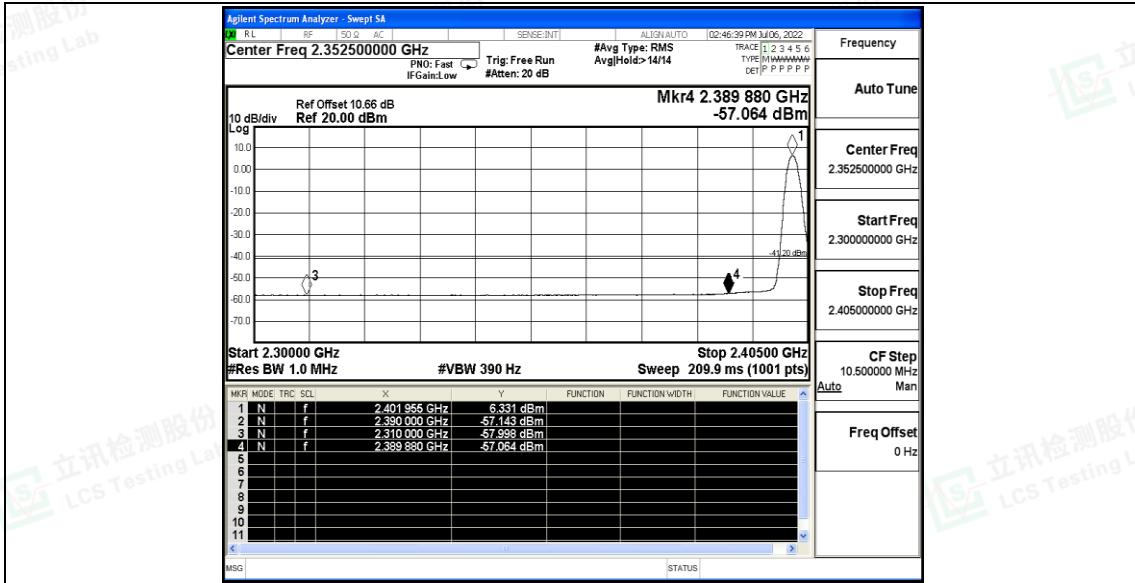 Agilent Spectrum Analyzer - Swept SA
RL RF 50 Ω AC SENSE:INT ALIGN AUTO 02:46:39 PM Jul 06, 2022
Center Freq 2.352500000 GHz
PNO: Fast
IFGain:Low
Trig: Free Run
#Atten: 20 dB
#Avg Type: RMS
Avg|Hold:>14/14
TRACE 1 2 3 4 5 6
TYPE
DET P P P P P P
Ref Offset 10.66 dB
Ref 20.00 dBm
10 dB/div
Log
Mkr4 2.389 880 GHz
-57.064 dBm
10.0
0.00
-10.0
-20.0
-30.0
-40.0
-50.0
-60.0
-70.0
1
-41.20 dBm
3
4
Start 2.30000 GHz Stop 2.40500 GHz
#Res BW 1.0 MHz #VBW 390 Hz Sweep 209.9 ms (1001 pts)
MKR MODE TRC SCL X Y FUNCTION FUNCTION WIDTH FUNCTION VALUE
1 N f 2.401 955 GHz 6.331 dBm
2 N f 2.390 000 GHz -57.143 dBm
3 N f 2.310 000 GHz -57.998 dBm
4 N f 2.389 880 GHz -57.064 dBm
5
6
7
8
9
10
11
MSG STATUS
Frequency
Auto Tune
Center Freq
2.352500000 GHz
Start Freq
2.300000000 GHz
Stop Freq
2.405000000 GHz
CF Step
10.500000 MHz
Auto Man
Freq Offset
0 Hz
立讯检测股份
LCS Testing Lab
立讯检测股份
LCS Testing L